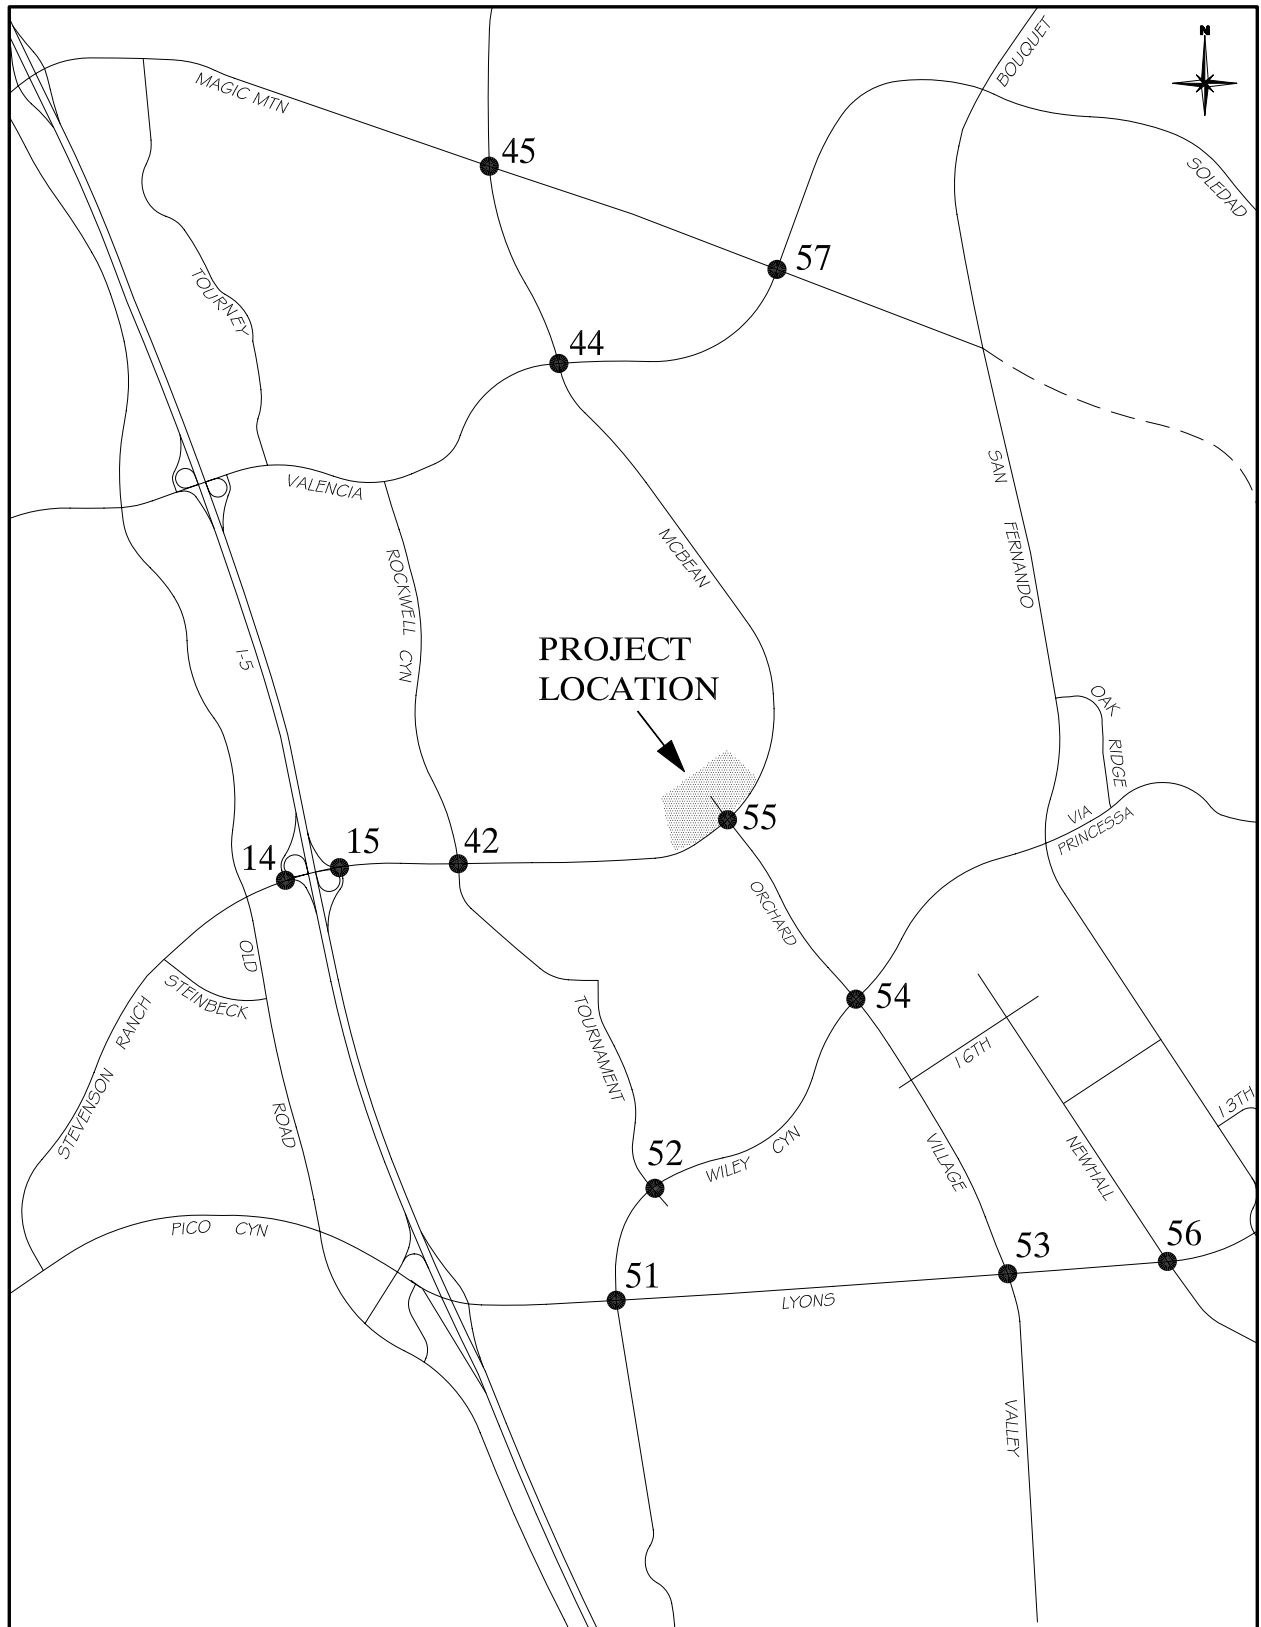 N
BOUQUET
MAGIC MTN
45
SOLEDAD
57
TOURNEY
44
VALENCIA
SAN
FERNANDO
MCBEAN
ROCKWELL CYN
I-5
PROJECT
LOCATION
OAK
RIDGE
VIA
PRINCESSA
55
14
15
42
ORCHARD
OLD
STEINBECK
54
STEVENSON RANCH
TOURNAMENT
16TH
13TH
ROAD
VILLAGE
NEWHALL
52
WILEY CYN
PICO CYN
51
53
56
LYONS
VALLEY